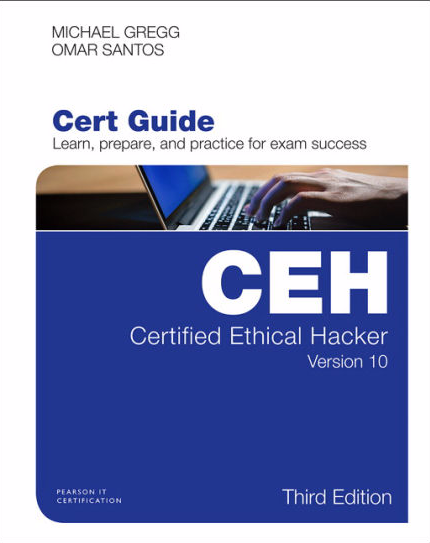 MICHAEL GREGG
OMAR SANTOS
Cert Guide
Learn, prepare, and practice for exam success
CEH
Certified Ethical Hacker
Version 10
PEARSON IT
CERTIFICATION
Third Edition